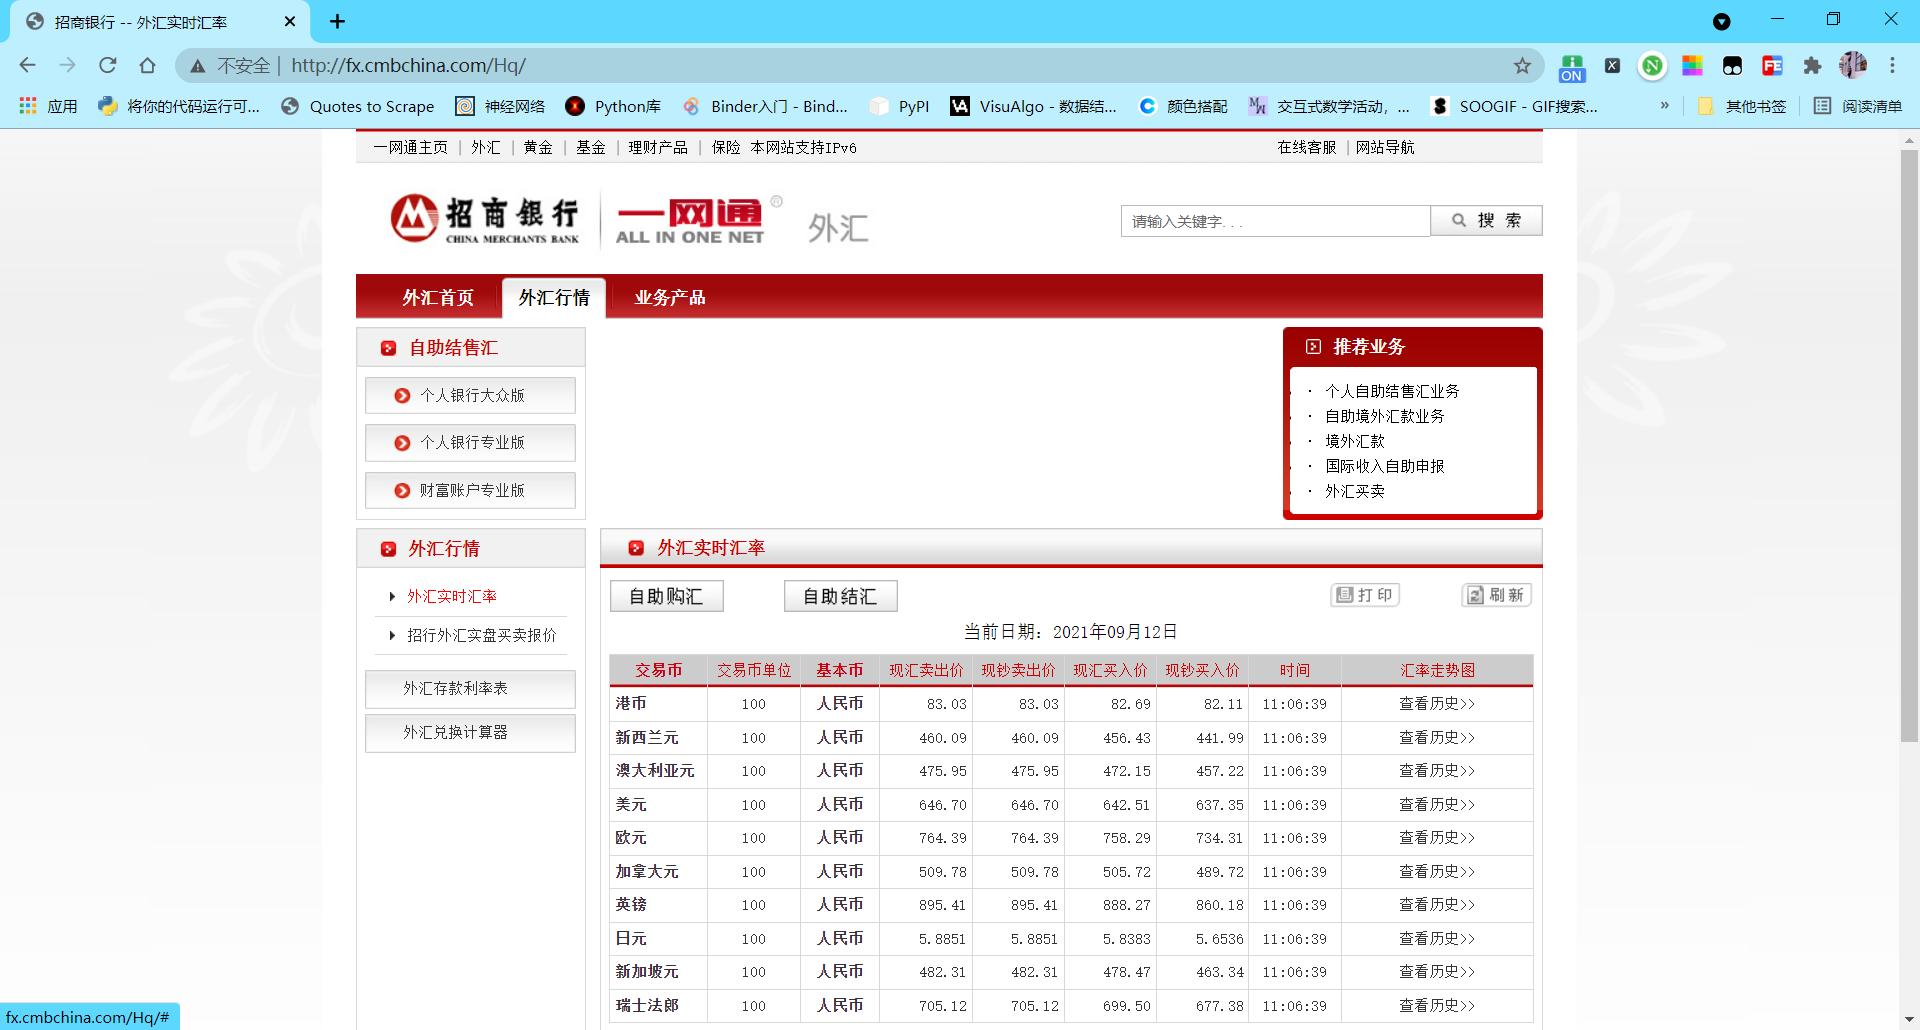 招商银行 -- 外汇实时汇率
不安全 | http://fx.cmbchina.com/Hq/
ON
应用 将你的代码运行可... Quotes to Scrape 神经网络 Python库 Binder入门 - Bind... PyPI VisuAlgo - 数据结... 颜色搭配 交互式数学活动，... SOOGIF - GIF搜索... » 其他书签 阅读清单
一网通主页 | 外汇 | 黄金 | 基金 | 理财产品 | 保险 本网站支持IPv6 在线客服 | 网站导航
招商银行 CHINA MERCHANTS BANK 一网通® ALL IN ONE NET 外汇
请输入关键字... 搜 索
外汇首页 外汇行情 业务产品
自助结售汇
个人银行大众版
个人银行专业版
财富账户专业版
推荐业务
· 个人自助结售汇业务
· 自助境外汇款业务
· 境外汇款
· 国际收入自助申报
· 外汇买卖
外汇行情
外汇实时汇率
招行外汇实盘买卖报价
外汇存款利率表
外汇兑换计算器
外汇实时汇率
自助购汇 自助结汇 打印 刷新
当前日期：2021年09月12日
交易币 交易币单位 基本币 现汇卖出价 现钞卖出价 现汇买入价 现钞买入价 时间 汇率走势图
港币 100 人民币 83.03 83.03 82.69 82.11 11:06:39 查看历史>>
新西兰元 100 人民币 460.09 460.09 456.43 441.99 11:06:39 查看历史>>
澳大利亚元 100 人民币 475.95 475.95 472.15 457.22 11:06:39 查看历史>>
美元 100 人民币 646.70 646.70 642.51 637.35 11:06:39 查看历史>>
欧元 100 人民币 764.39 764.39 758.29 734.31 11:06:39 查看历史>>
加拿大元 100 人民币 509.78 509.78 505.72 489.72 11:06:39 查看历史>>
英镑 100 人民币 895.41 895.41 888.27 860.18 11:06:39 查看历史>>
日元 100 人民币 5.8851 5.8851 5.8383 5.6536 11:06:39 查看历史>>
新加坡元 100 人民币 482.31 482.31 478.47 463.34 11:06:39 查看历史>>
瑞士法郎 100 人民币 705.12 705.12 699.50 677.38 11:06:39 查看历史>>
fx.cmbchina.com/Hq/#